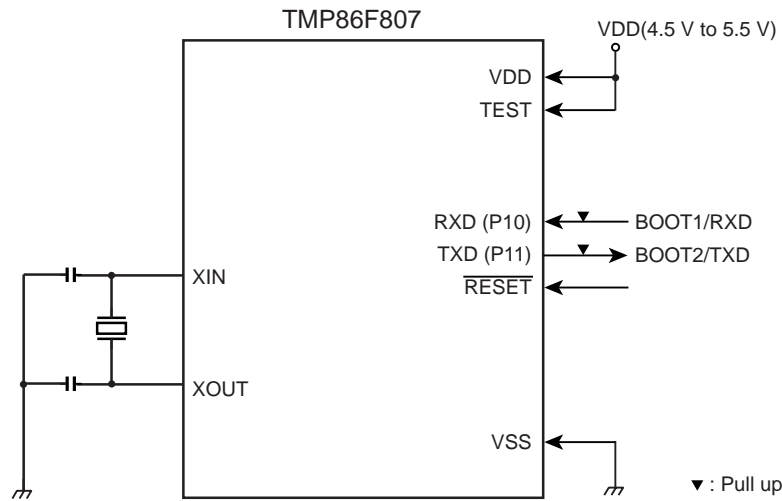 TMP86F807
VDD(4.5 V to 5.5 V)
VDD
TEST
RXD (P10) BOOT1/RXD
TXD (P11) BOOT2/TXD
RESET
XIN
XOUT
VSS
▼ : Pull up